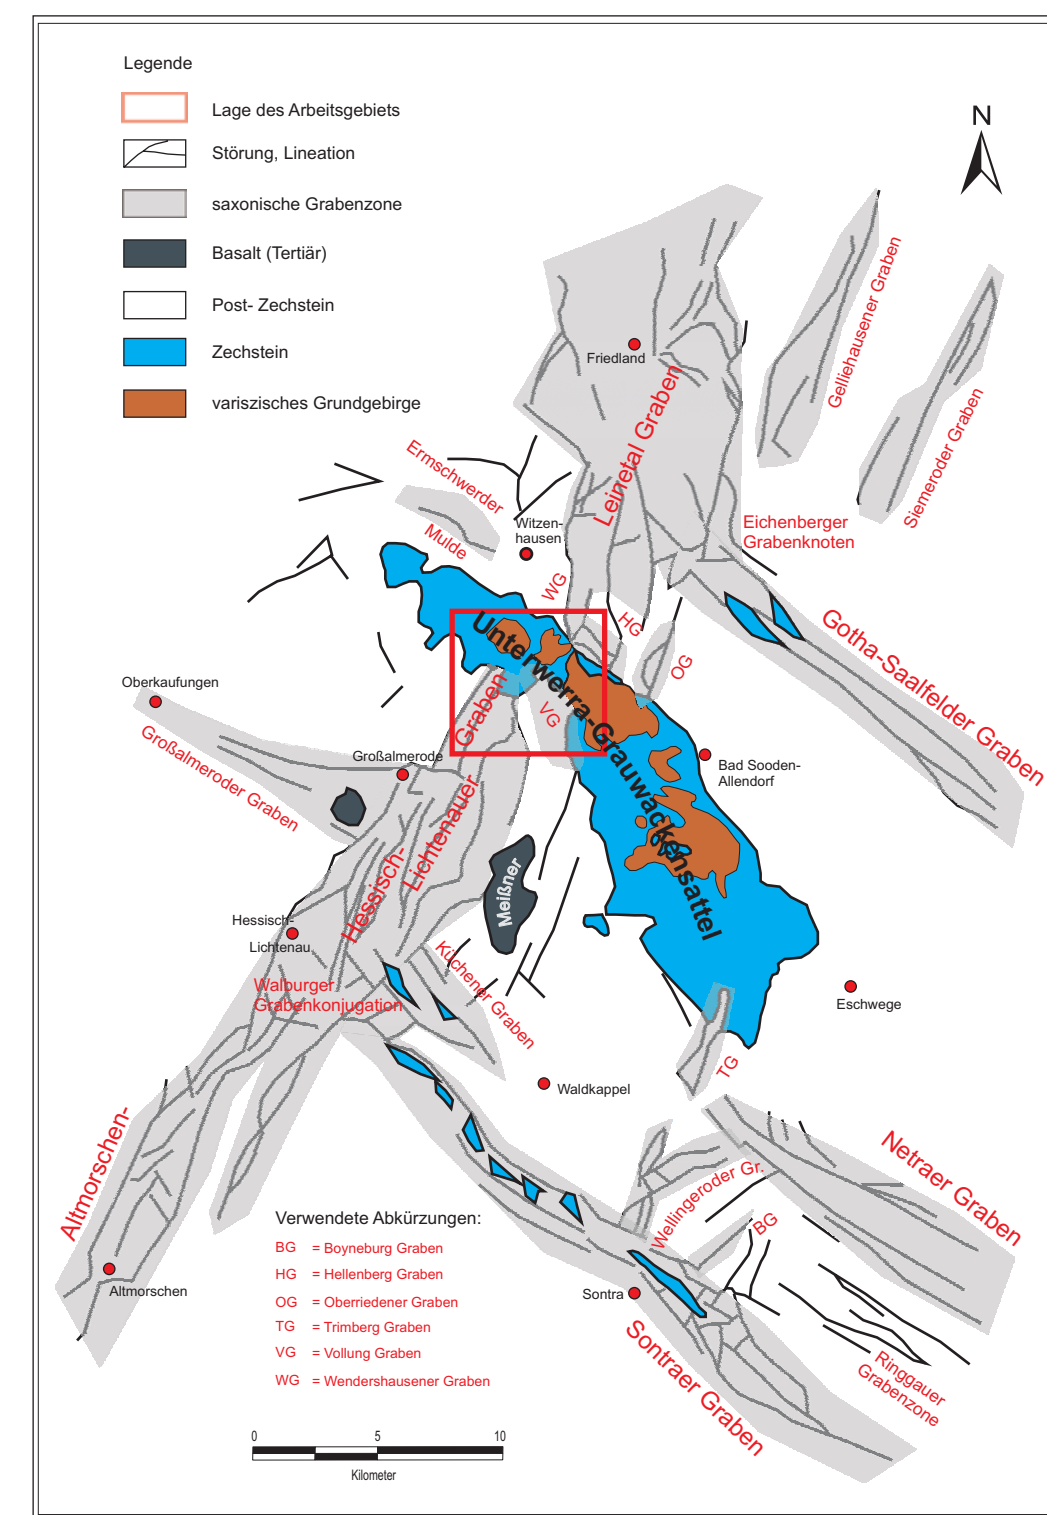 Legende
Lage des Arbeitsgebiets
Störung, Lineation
saxonische Grabenzone
Basalt (Tertiär)
Post- Zechstein
Zechstein
variszisches Grundgebirge
N
Friedland
Leinetal Graben
Gelliehausener Graben
Siemeroder Graben
Ermschwerder
Mulde
Witzen-
hausen
Eichenberger
Grabenknoten
WG
HG
OG
VG
Gotha-Saalfelder Graben
Unterwerra-Grauwackensattel
Oberkaufungen
Großalmeroder Graben
Großalmerode
Bad Sooden-
Allendorf
Hessisch-
Lichtenauer
Graben
Meißner
Hessisch-
Lichtenau
Walburger
Grabenkonjugation
Küchener Graben
Eschwege
Waldkappel
TG
Altmorschen-
Altmorschen
Netraer Graben
Wellingeroder Gr.
BG
Sontra
Sontraer Graben
Ringgauer
Grabenzone
Verwendete Abkürzungen:
BG = Boyneburg Graben
HG = Hellenberg Graben
OG = Oberriedener Graben
TG = Trimberg Graben
VG = Vollung Graben
WG = Wendershausener Graben
0 5 10
Kilometer